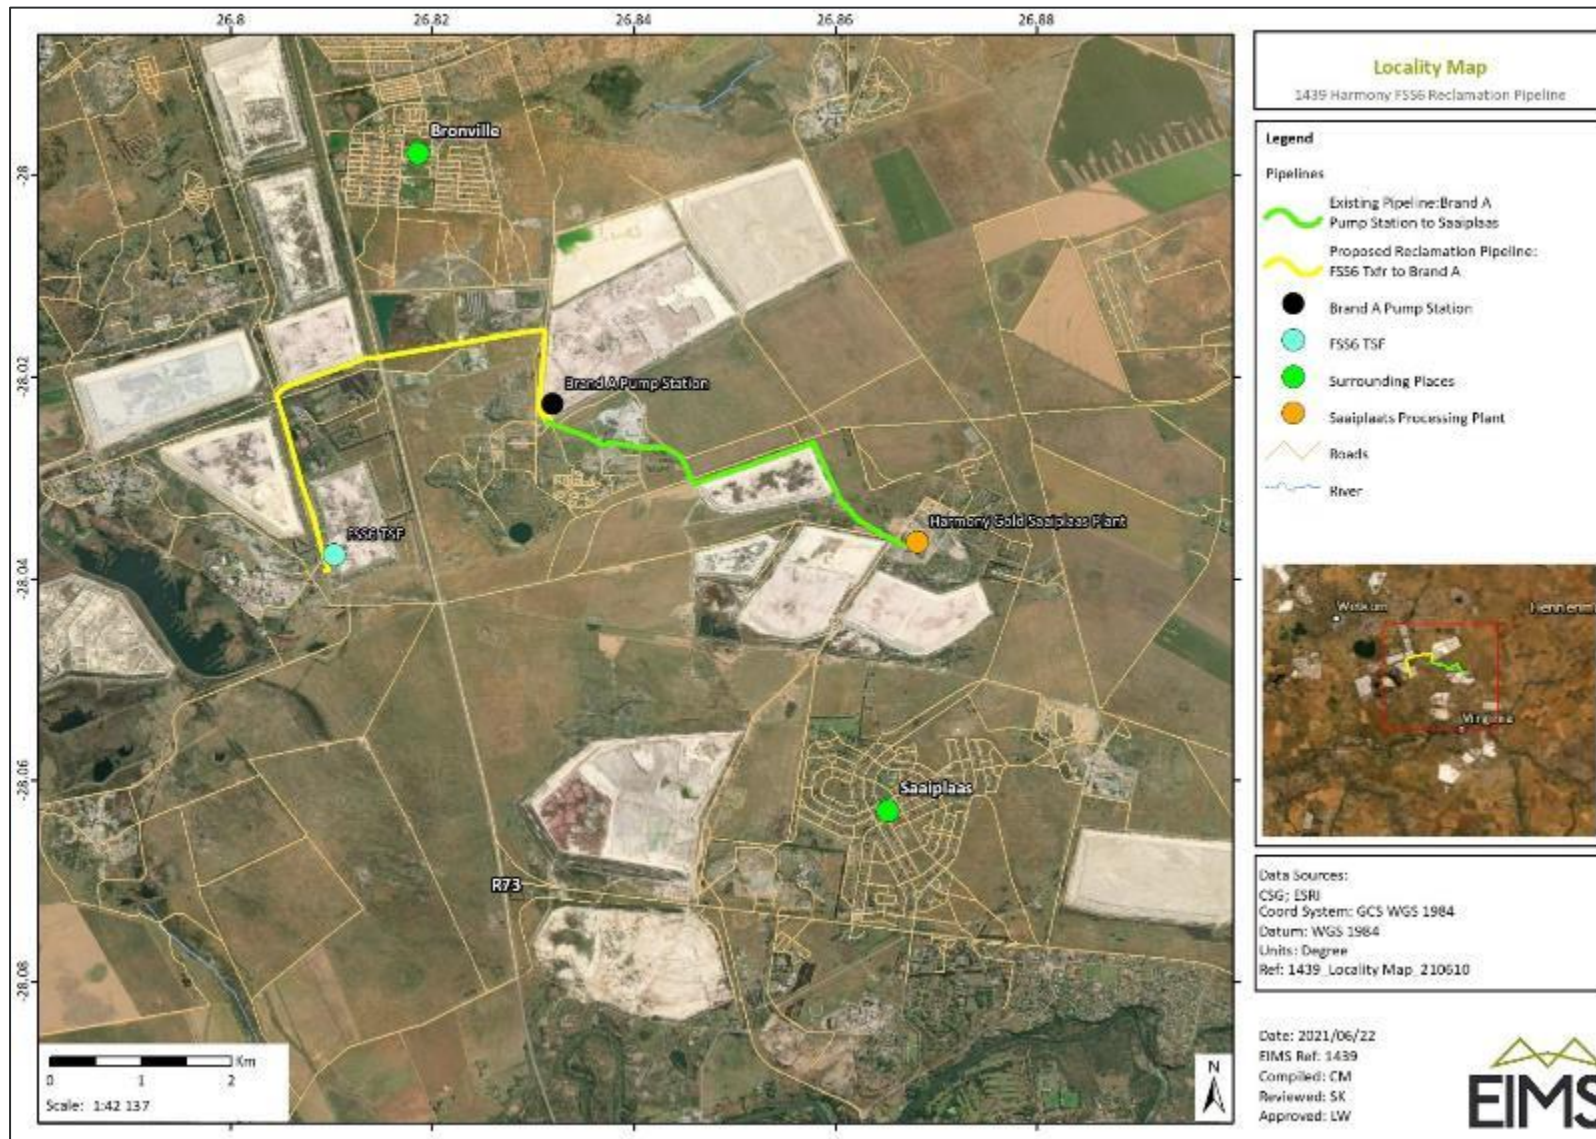 26.8 26.82 26.84 26.86 26.88
-28
-28.02
-28.04
-28.06
-28.08
Bronville
Brand A Pump Station
FSS6 TSF
Harmony Gold Saaiplaas Plant
Saaiplaas
R73
Km
0 1 2
Scale: 1:42 137
N
Locality Map
1439 Harmony FSS6 Reclamation Pipeline
Legend
Pipelines
Existing Pipeline:Brand A
Pump Station to Saaiplaas
Proposed Reclamation Pipeline:
FSS6 Txfr to Brand A
Brand A Pump Station
FSS6 TSF
Surrounding Places
Saaiplaats Processing Plant
Roads
River
Welkom
Virginia
Data Sources:
CSG; ESRI
Coord System: GCS WGS 1984
Datum: WGS 1984
Units: Degree
Ref: 1439_Locality Map_210610
Date: 2021/06/22
EIMS Ref: 1439
Compiled: CM
Reviewed: SK
Approved: LW
EIMS